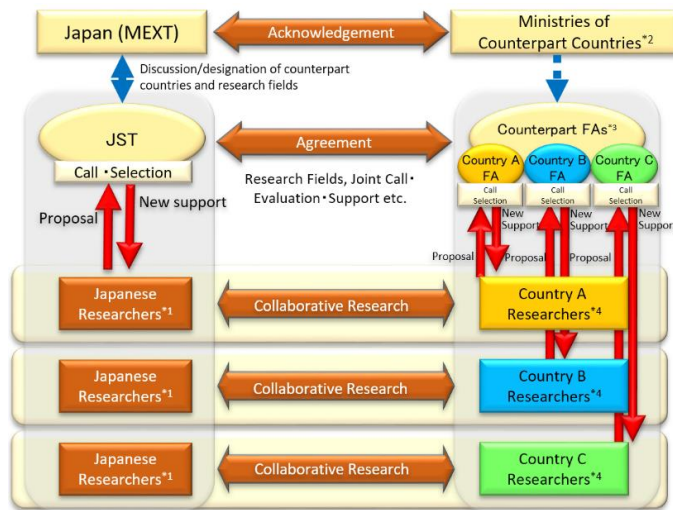 Japan (MEXT)
Acknowledgement
Ministries of
Counterpart Countries*2
Discussion/designation of counterpart
countries and research fields
JST
Call・Selection
Agreement
Research Fields, Joint Call・
Evaluation・Support etc.
Counterpart FAs*3
Country A
FA
Country B
FA
Country C
FA
Call
Selection
Call
Selection
Call
Selection
Proposal
New support
Proposal
New
Support
Proposal
New
Support
Proposal
New
Support
Japanese
Researchers*1
Collaborative Research
Country A
Researchers*4
Japanese
Researchers*1
Collaborative Research
Country B
Researchers*4
Japanese
Researchers*1
Collaborative Research
Country C
Researchers*4